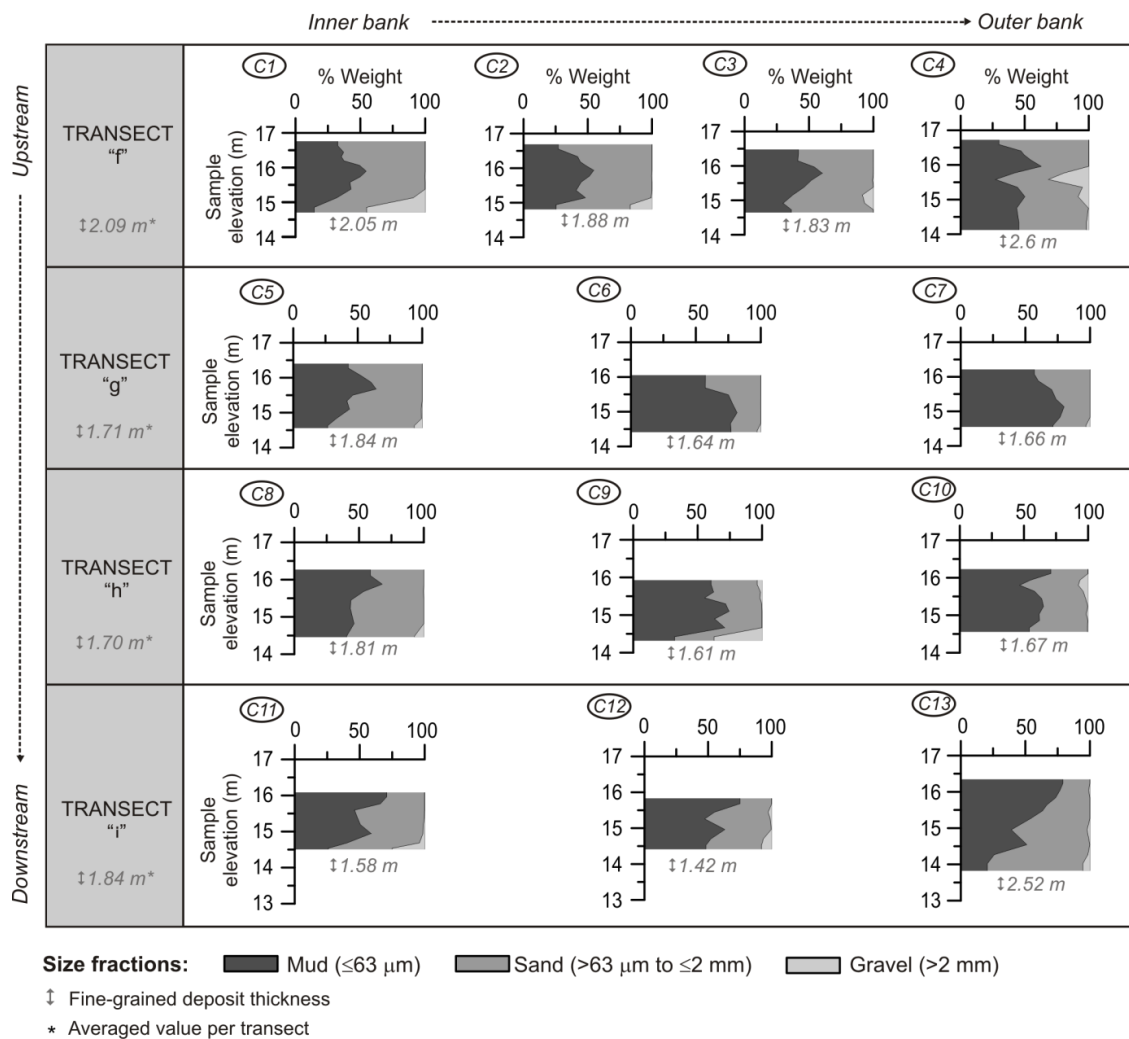 Inner bank Outer bank
Upstream
Downstream
TRANSECT
“f”
↕2.09 m*
Sample
elevation (m)
C1
% Weight
0 50 100
17
16
15
14
↕2.05 m
C2
% Weight
0 50 100
17
16
15
14
↕1.88 m
C3
% Weight
0 50 100
17
16
15
14
↕1.83 m
C4
% Weight
0 50 100
17
16
15
14
↕2.6 m
TRANSECT
“g”
↕1.71 m*
Sample
elevation (m)
C5
0 50 100
17
16
15
14
↕1.84 m
C6
0 50 100
17
16
15
14
↕1.64 m
C7
0 50 100
17
16
15
14
↕1.66 m
TRANSECT
“h”
↕1.70 m*
Sample
elevation (m)
C8
0 50 100
17
16
15
14
↕1.81 m
C9
0 50 100
17
16
15
14
↕1.61 m
C10
0 50 100
17
16
15
14
↕1.67 m
TRANSECT
“i”
↕1.84 m*
Sample
elevation (m)
C11
0 50 100
17
16
15
14
13
↕1.58 m
C12
0 50 100
17
16
15
14
13
↕1.42 m
C13
0 50 100
17
16
15
14
13
↕2.52 m
Size fractions: Mud (≤63 µm) Sand (>63 µm to ≤2 mm) Gravel (>2 mm)
↕ Fine-grained deposit thickness
* Averaged value per transect